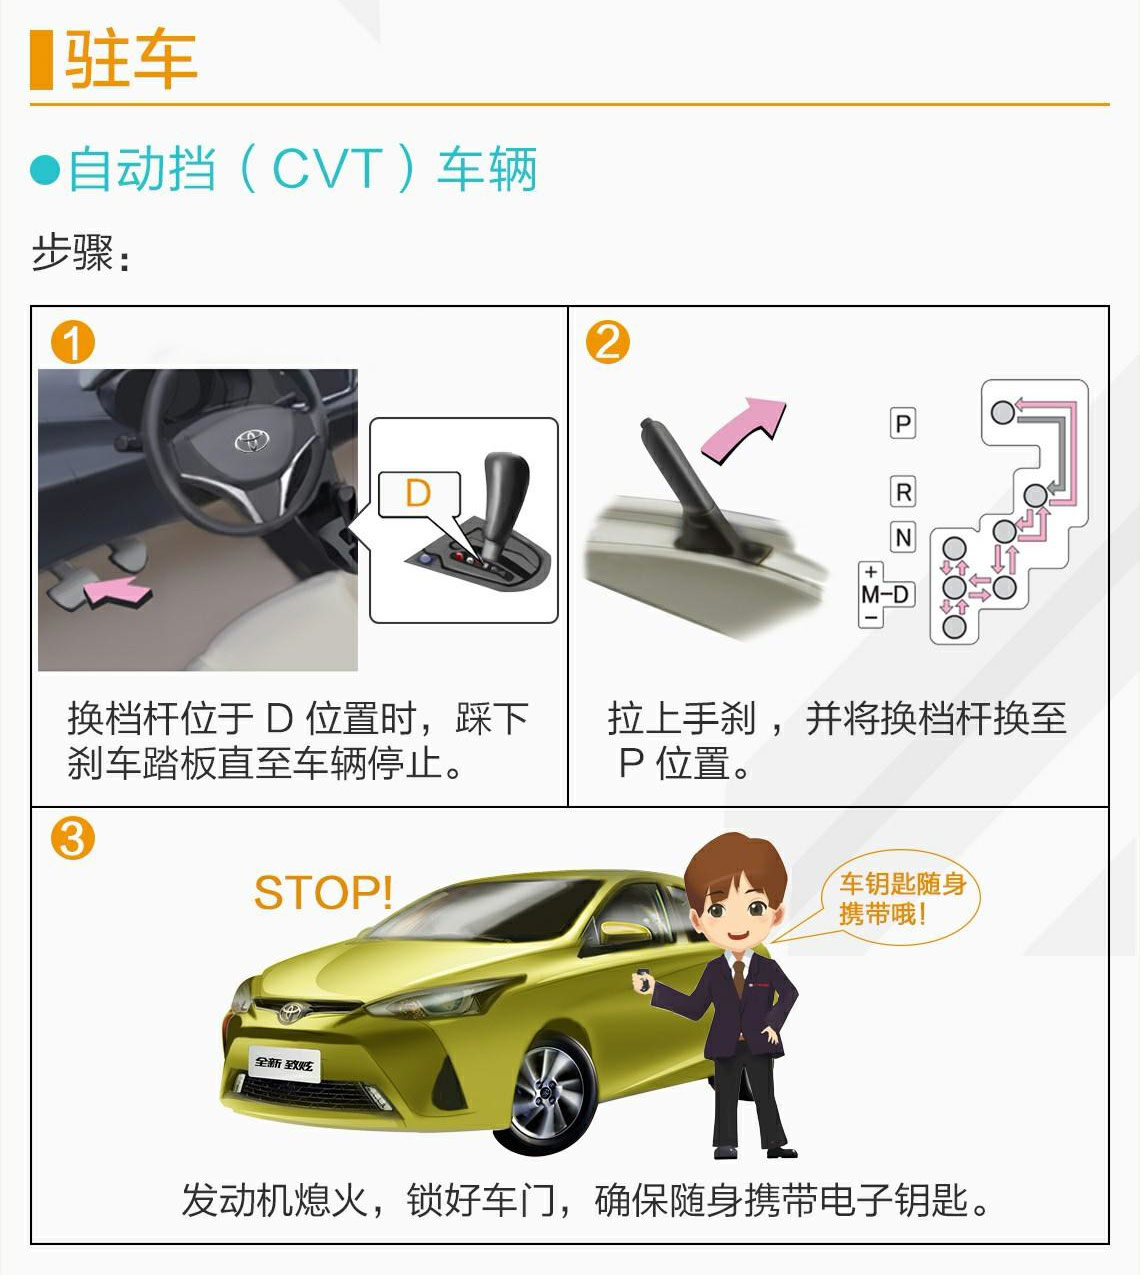 驻车
●自动挡（CVT）车辆
步骤：
1
D
换档杆位于 D 位置时，踩下
刹车踏板直至车辆停止。
2
P
R
N
+
M-D
−
拉上手刹，并将换档杆换至
P 位置。
3
STOP!
车钥匙随身
携带哦！
全新 致炫
发动机熄火，锁好车门，确保随身携带电子钥匙。